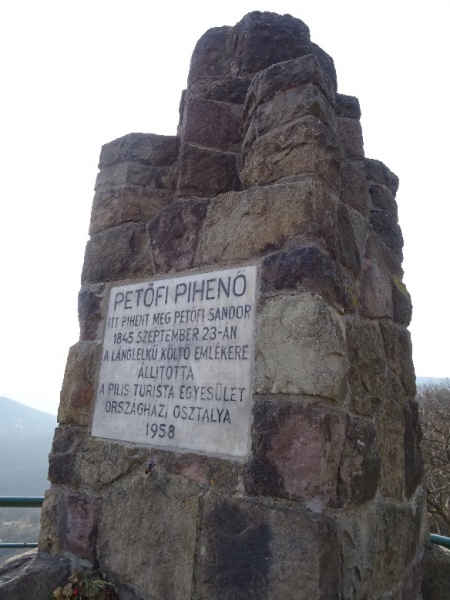 PETŐFI PIHENŐ
ITT PIHENT MEG PETŐFI SÁNDOR
1845 SZEPTEMBER 23-ÁN
A LÁNGLELKŰ KÖLTŐ EMLÉKÉRE
ÁLLÍTOTTA
A PILIS TURISTA EGYESÜLET
ORSZÁGHÁZI OSZTÁLYA
1958